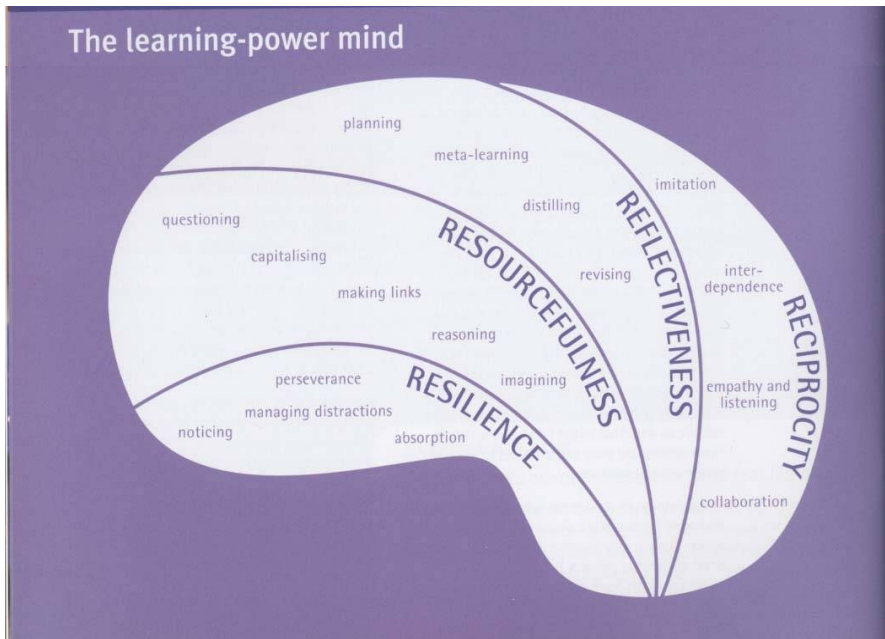 The learning-power mind
planning
meta-learning
distilling
revising
REFLECTIVENESS
imitation
inter-
dependence
empathy and
listening
collaboration
RECIPROCITY
questioning
capitalising
making links
reasoning
imagining
RESOURCEFULNESS
perseverance
managing distractions
noticing
absorption
RESILIENCE